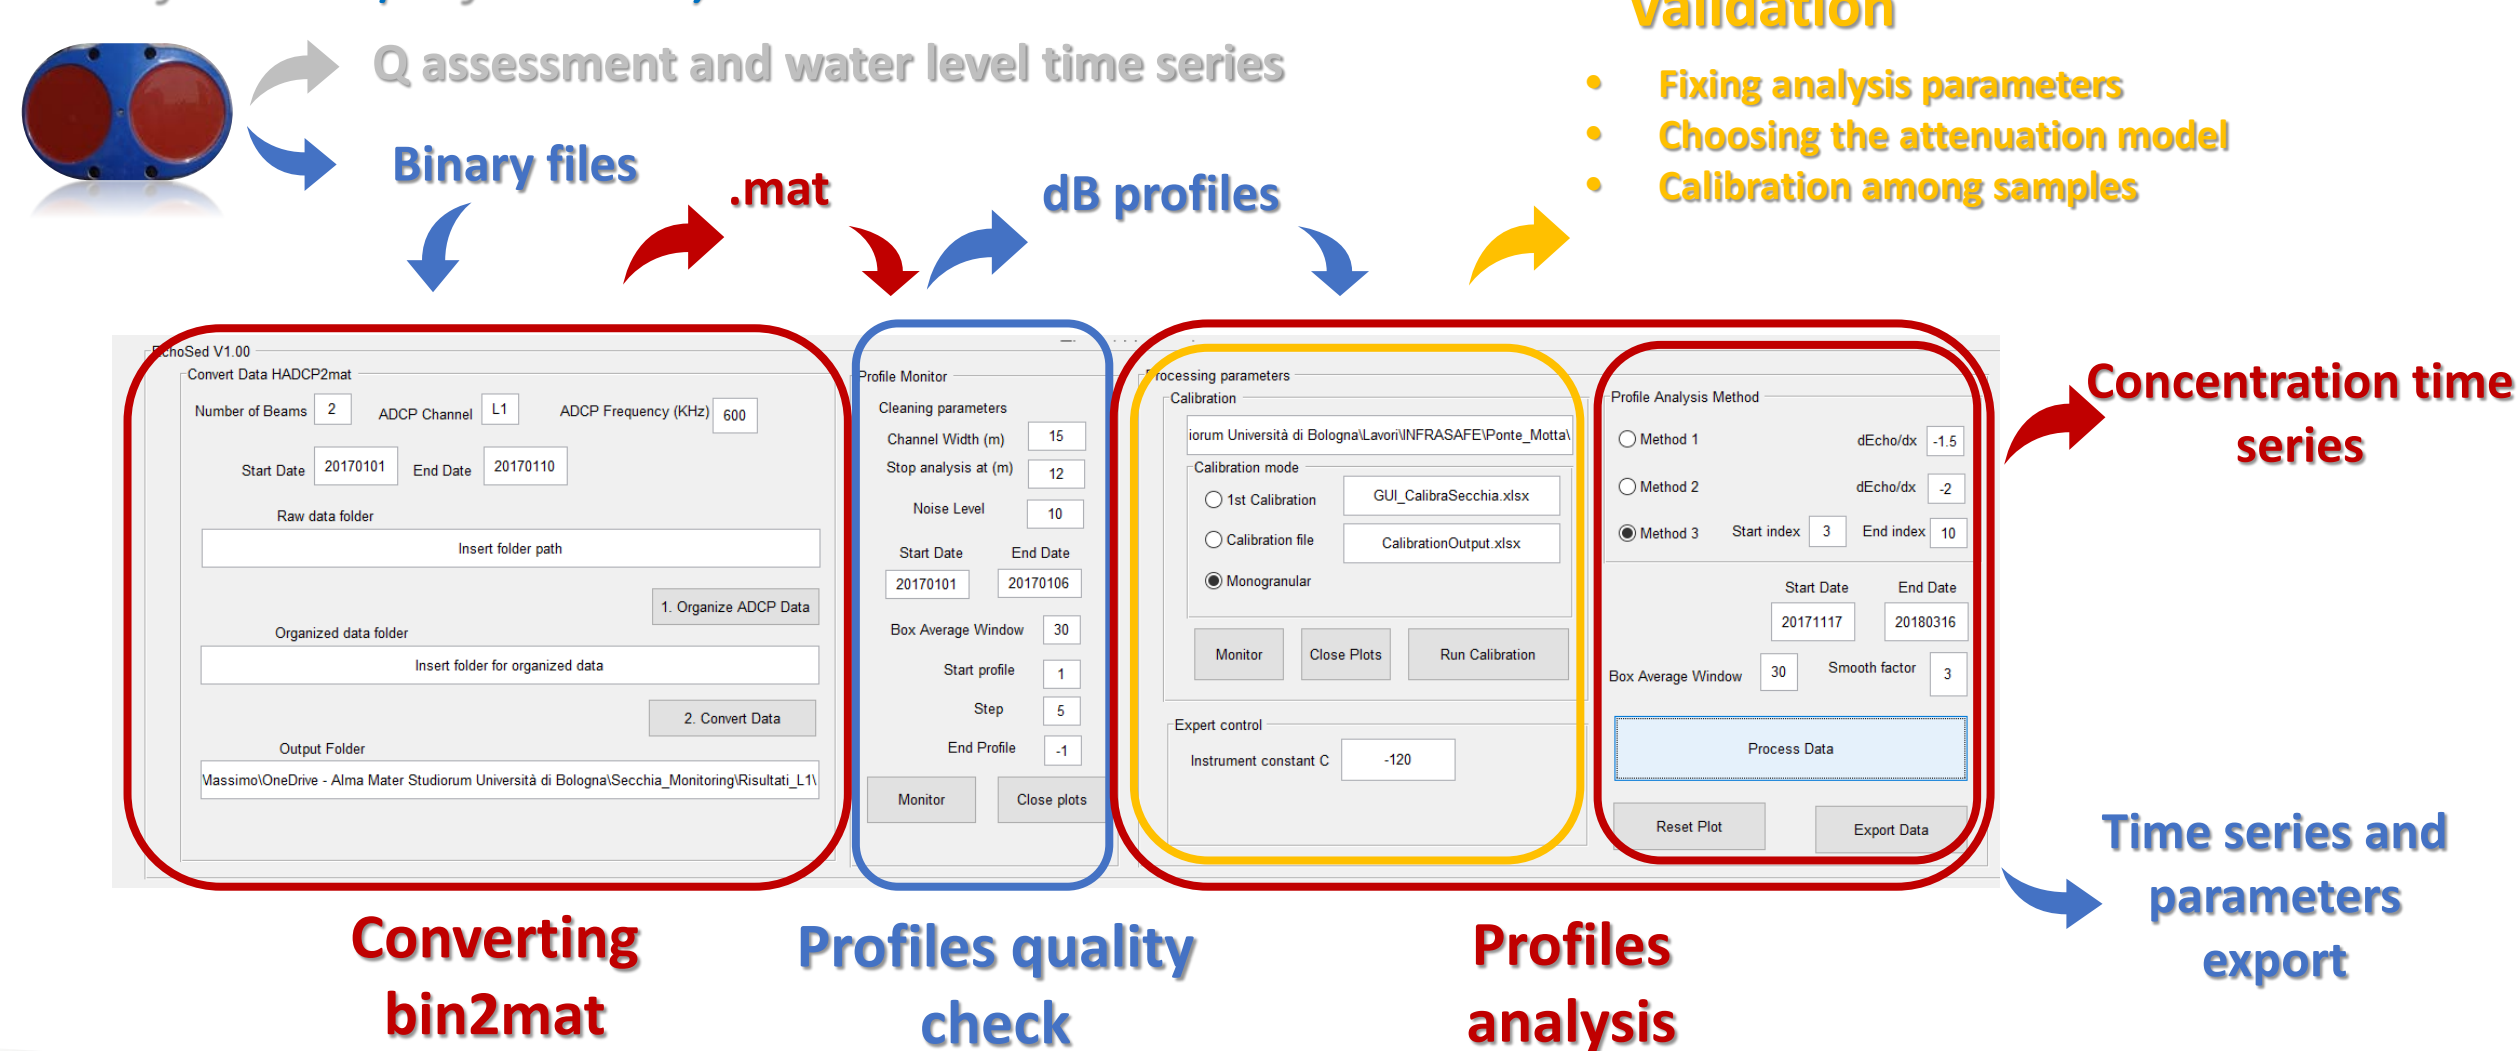 Validation
Q assessment and water level time series
• Fixing analysis parameters
• Choosing the attenuation model
• Calibration among samples
Binary files
.mat
dB profiles
EchoSed V1.00
Convert Data HADCP2mat
Number of Beams 2 ADCP Channel L1 ADCP Frequency (KHz) 600
Start Date 20170101 End Date 20170110
Raw data folder
Insert folder path
1. Organize ADCP Data
Organized data folder
Insert folder for organized data
2. Convert Data
Output Folder
Massimo\OneDrive - Alma Mater Studiorum Università di Bologna\Secchia_Monitoring\Risultati_L1\
Profile Monitor
Cleaning parameters
Channel Width (m) 15
Stop analysis at (m) 12
Noise Level 10
Start Date End Date
20170101 20170106
Box Average Window 30
Start profile 1
Step 5
End Profile -1
Monitor Close plots
Processing parameters
Calibration
iorum Università di Bologna\Lavori\INFRASAFE\Ponte_Motta\
Calibration mode
1st Calibration GUI_CalibraSecchia.xlsx
Calibration file CalibrationOutput.xlsx
Monogranular
Monitor Close Plots Run Calibration
Expert control
Instrument constant C -120
Profile Analysis Method
Method 1 dEcho/dx -1.5
Method 2 dEcho/dx -2
Method 3 Start index 3 End index 10
Start Date End Date
20171117 20180316
Box Average Window 30 Smooth factor 3
Process Data
Reset Plot Export Data
Concentration time
series
Time series and
parameters
export
Converting
bin2mat
Profiles quality
check
Profiles
analysis